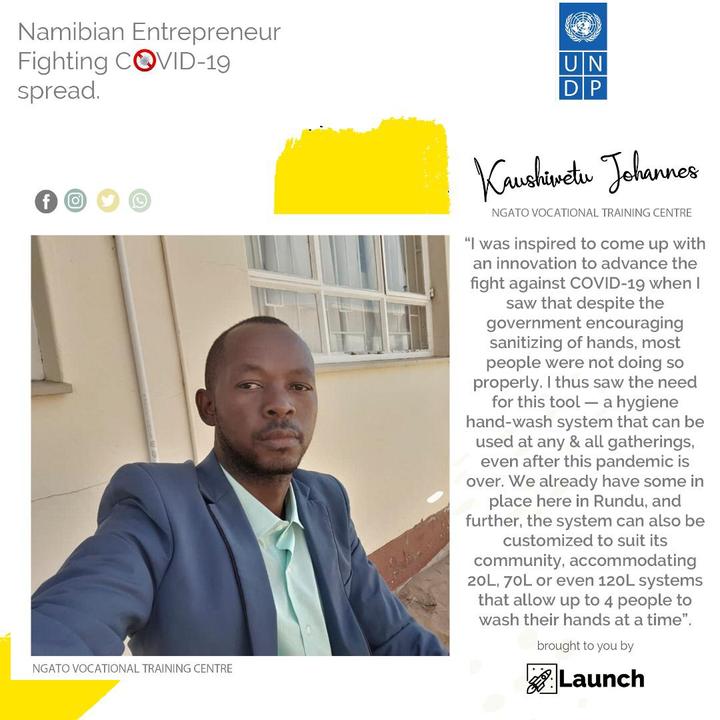 Namibian Entrepreneur
Fighting COVID-19
spread.
UN
DP
Kaushiwetu Johannes
NGATO VOCATIONAL TRAINING CENTRE
“I was inspired to come up with
an innovation to advance the
fight against COVID-19 when I
saw that despite the
government encouraging
sanitizing of hands, most
people were not doing so
properly. I thus saw the need
for this tool — a hygiene
hand-wash system that can be
used at any & all gatherings,
even after this pandemic is
over. We already have some in
place here in Rundu, and
further, the system can also be
customized to suit its
community, accommodating
20L, 70L or even 120L systems
that allow up to 4 people to
wash their hands at a time”.
brought to you by
Launch
NGATO VOCATIONAL TRAINING CENTRE